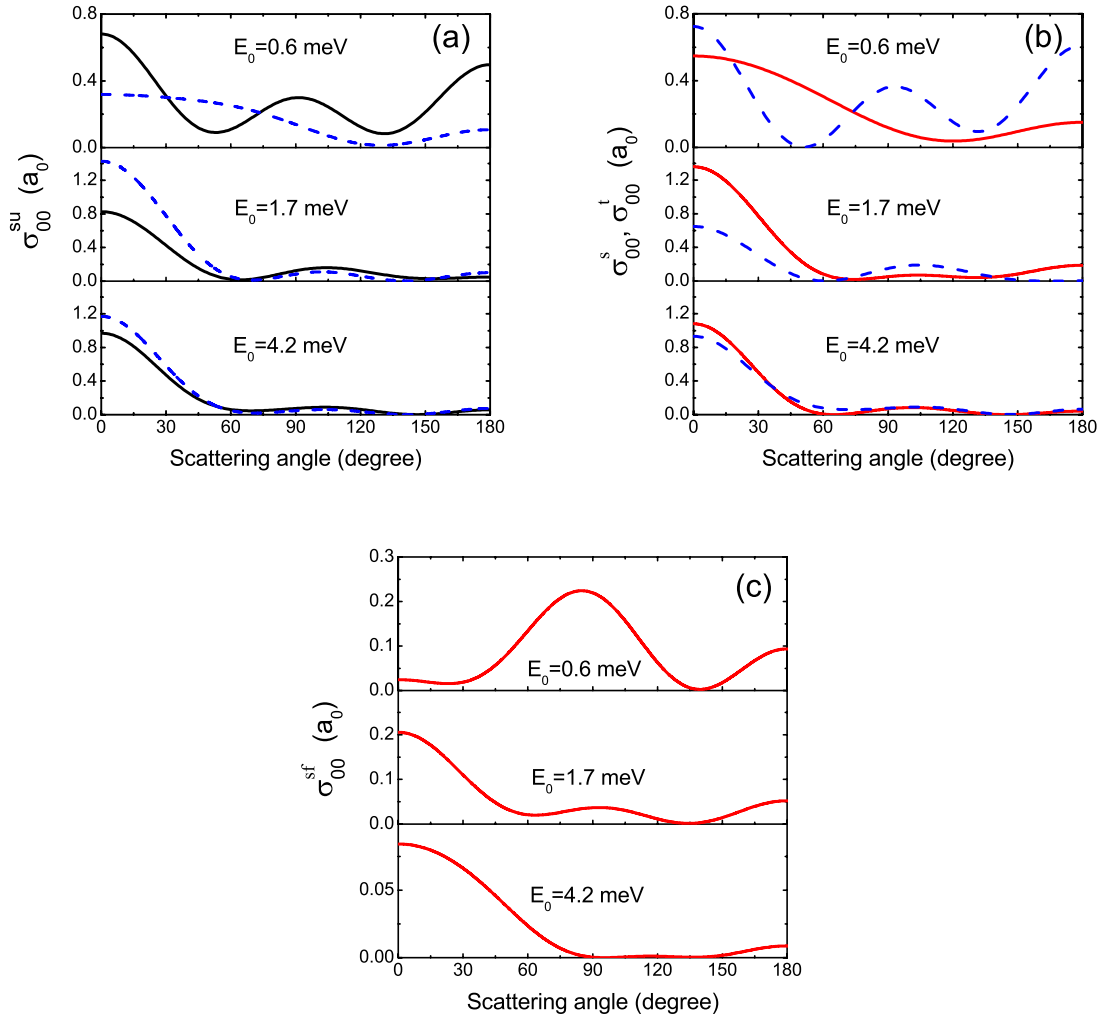 (a)
E0=0.6 meV
E0=1.7 meV
E0=4.2 meV
0.8
0.4
0.0
1.2
0.8
0.4
0.0
1.2
0.8
0.4
0.0
σ00^su (a0)
0 30 60 90 120 150 180
Scattering angle (degree)
(b)
E0=0.6 meV
E0=1.7 meV
E0=4.2 meV
0.8
0.4
0.0
1.2
0.8
0.4
0.0
1.2
0.8
0.4
0.0
σ00^s, σ00^t (a0)
0 30 60 90 120 150 180
Scattering angle (degree)
(c)
E0=0.6 meV
E0=1.7 meV
E0=4.2 meV
0.3
0.2
0.1
0.0
0.2
0.1
0.0
0.05
0.00
σ00^sf (a0)
0 30 60 90 120 150 180
Scattering angle (degree)